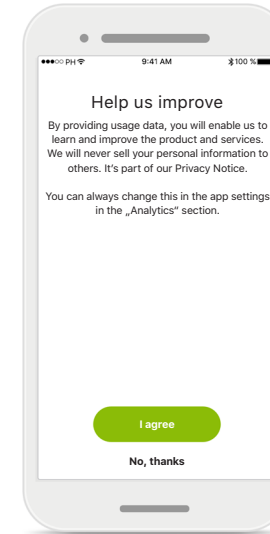 PH 9:41 AM 100 %
Help us improve
By providing usage data, you will enable us to
learn and improve the product and services.
We will never sell your personal information to
others. It's part of our Privacy Notice.
You can always change this in the app settings
in the „Analytics“ section.
I agree
No, thanks